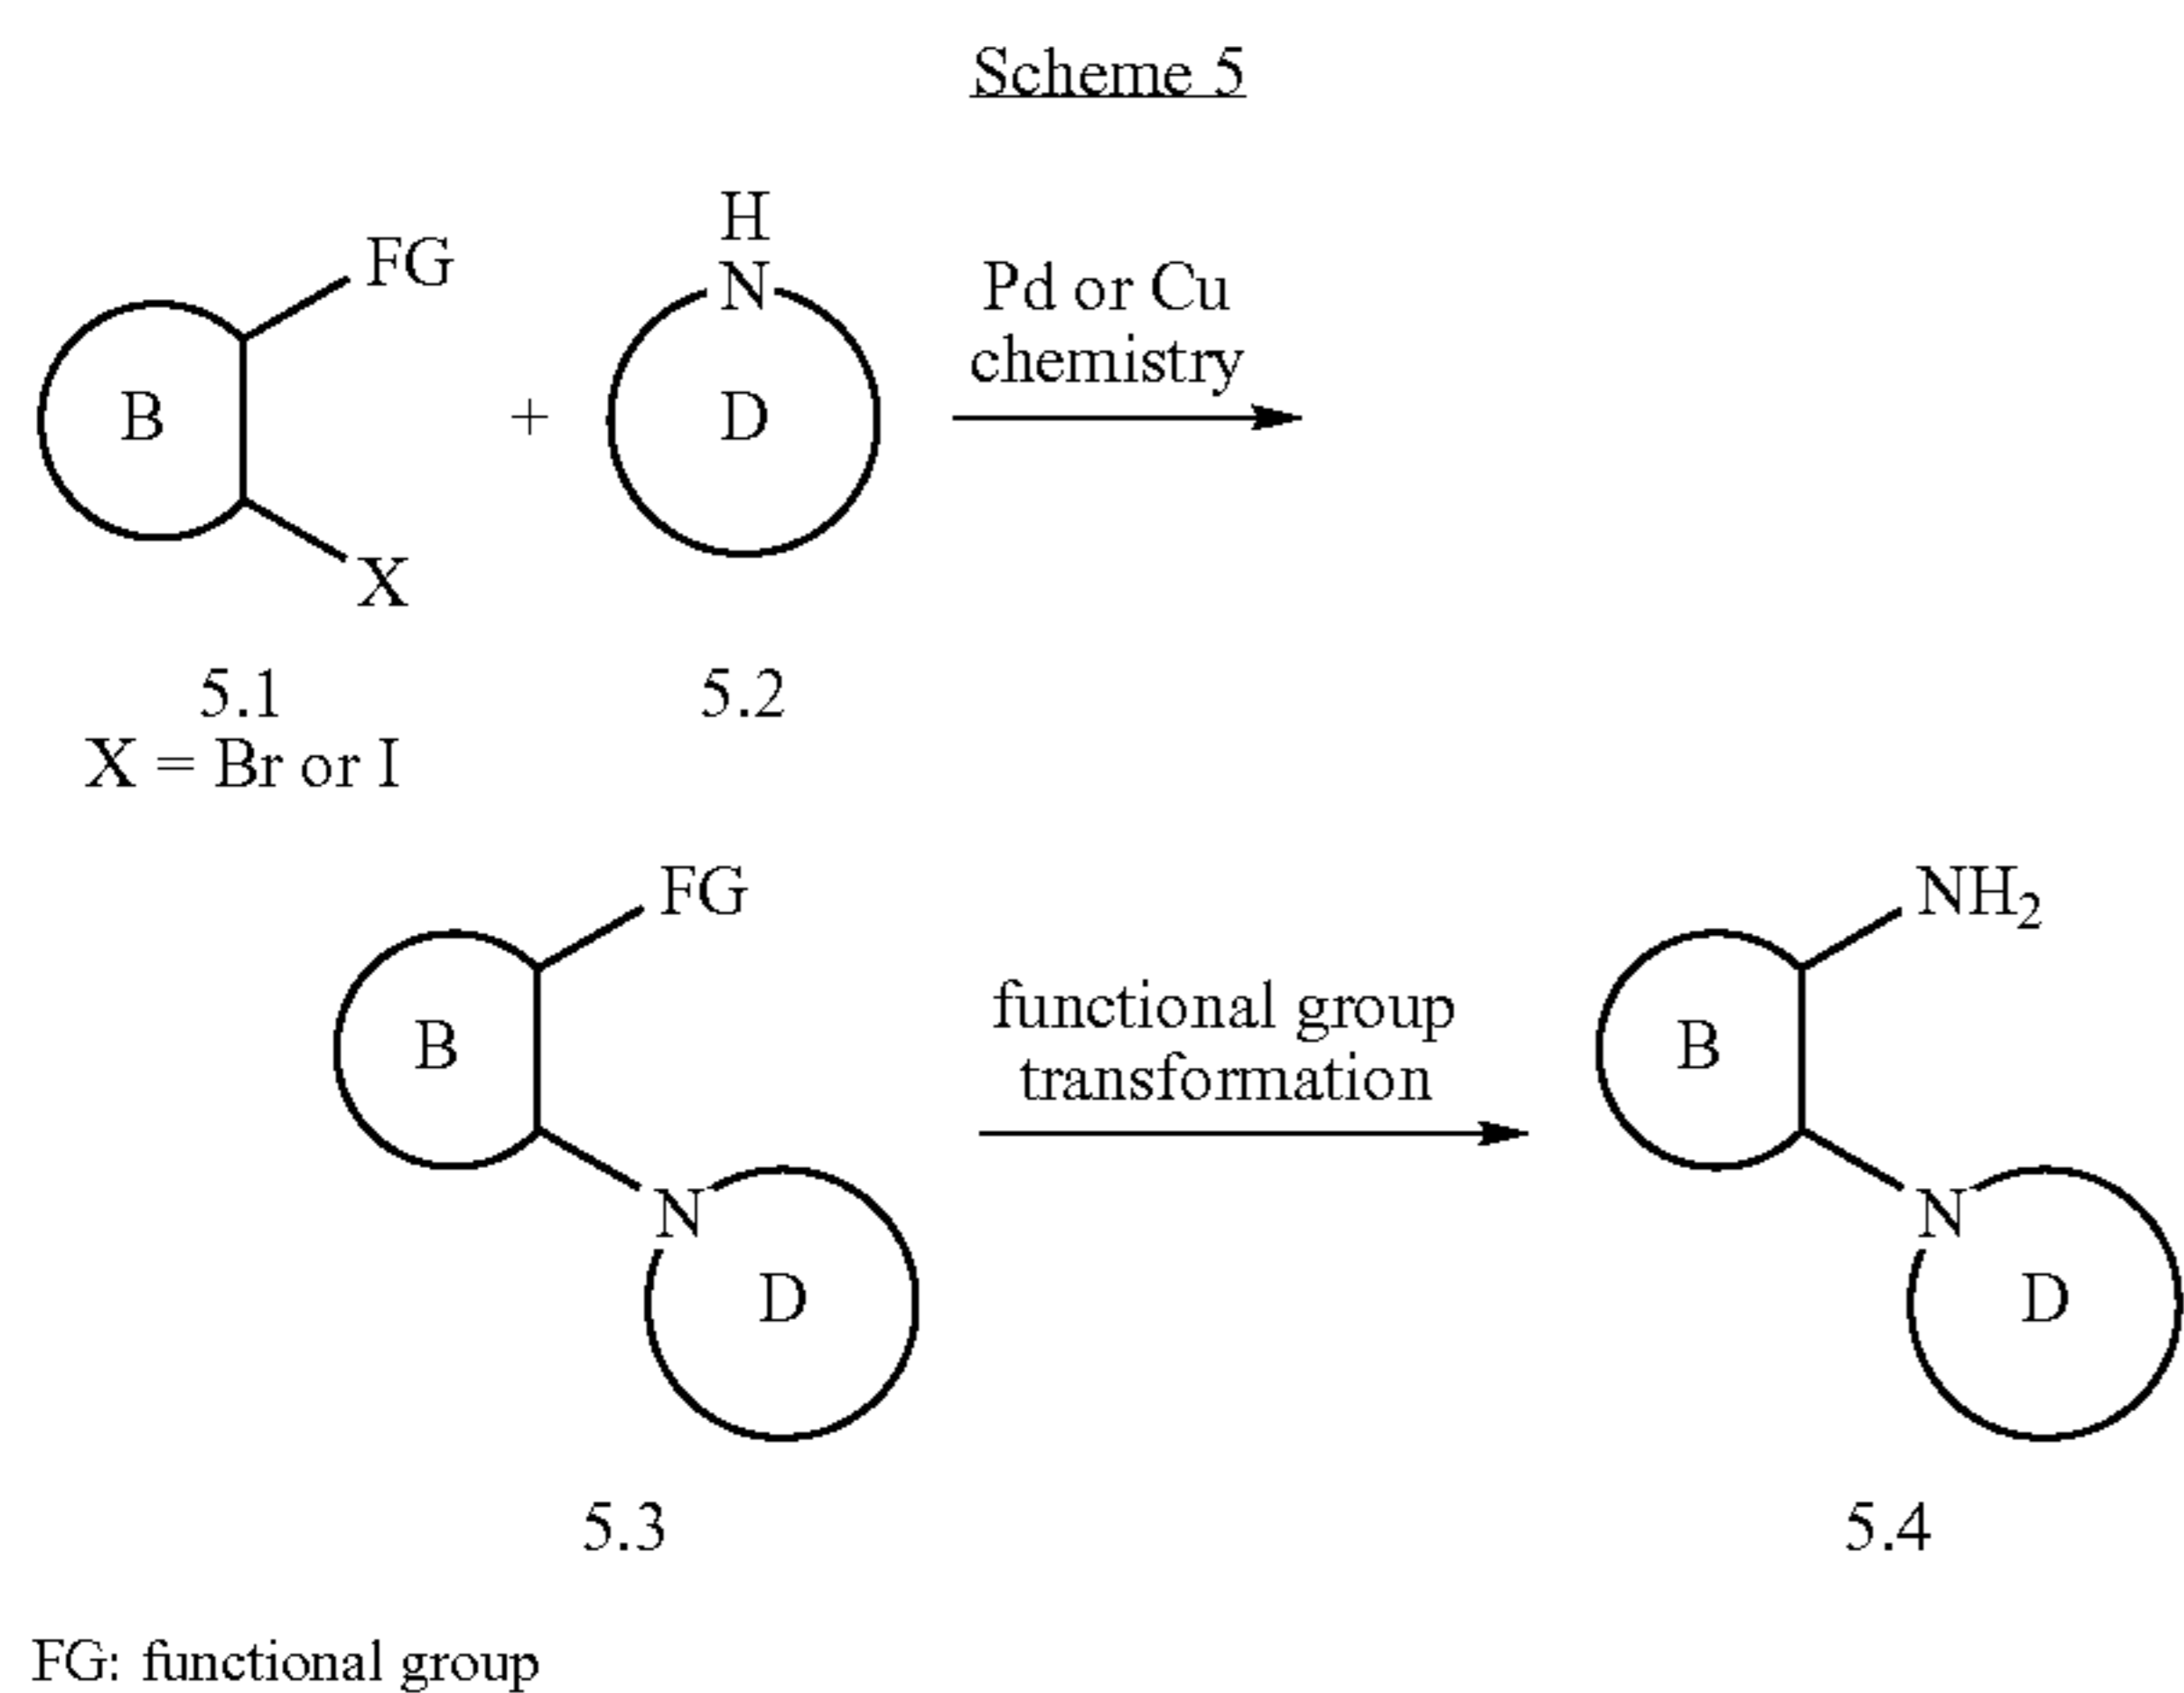 Scheme 5
FG
B
X
5.1
X = Br or I
+
H
N
D
5.2
Pd or Cu
chemistry
FG
B
N
D
5.3
functional group
transformation
NH2
B
N
D
5.4
FG: functional group